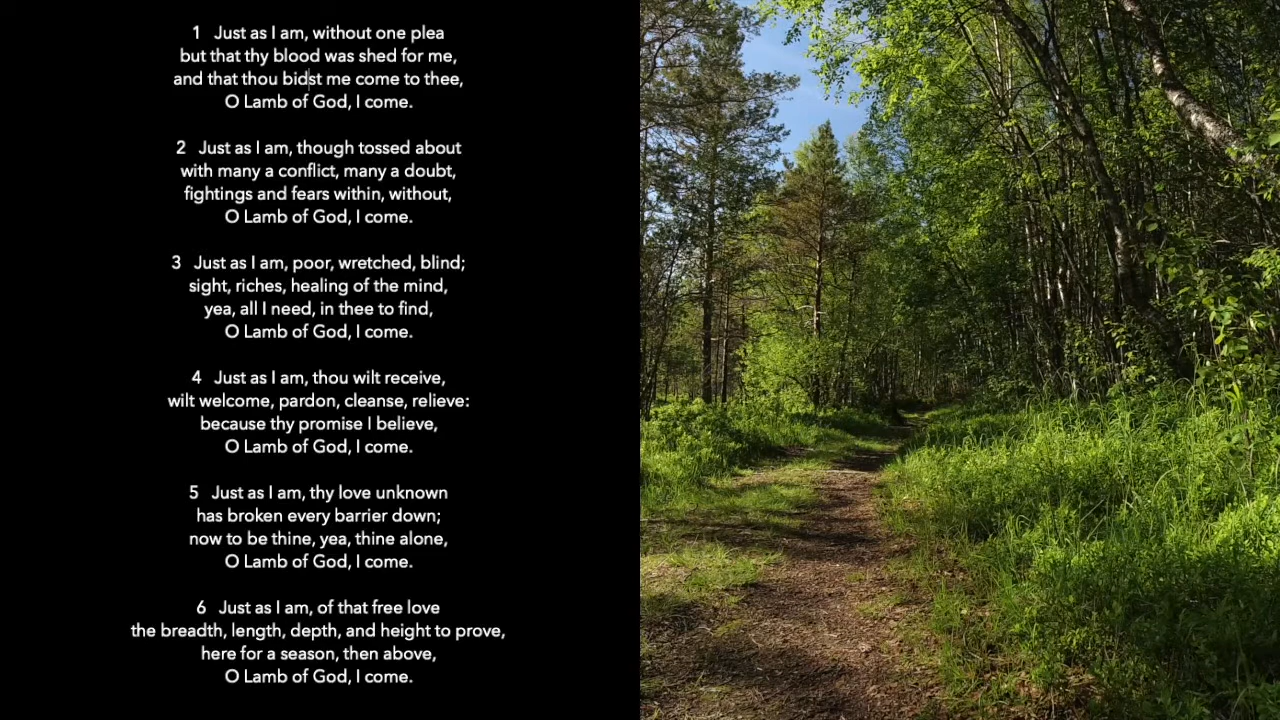 1 Just as I am, without one plea
but that thy blood was shed for me,
and that thou bidst me come to thee,
O Lamb of God, I come.
2 Just as I am, though tossed about
with many a conflict, many a doubt,
fightings and fears within, without,
O Lamb of God, I come.
3 Just as I am, poor, wretched, blind;
sight, riches, healing of the mind,
yea, all I need, in thee to find,
O Lamb of God, I come.
4 Just as I am, thou wilt receive,
wilt welcome, pardon, cleanse, relieve:
because thy promise I believe,
O Lamb of God, I come.
5 Just as I am, thy love unknown
has broken every barrier down;
now to be thine, yea, thine alone,
O Lamb of God, I come.
6 Just as I am, of that free love
the breadth, length, depth, and height to prove,
here for a season, then above,
O Lamb of God, I come.